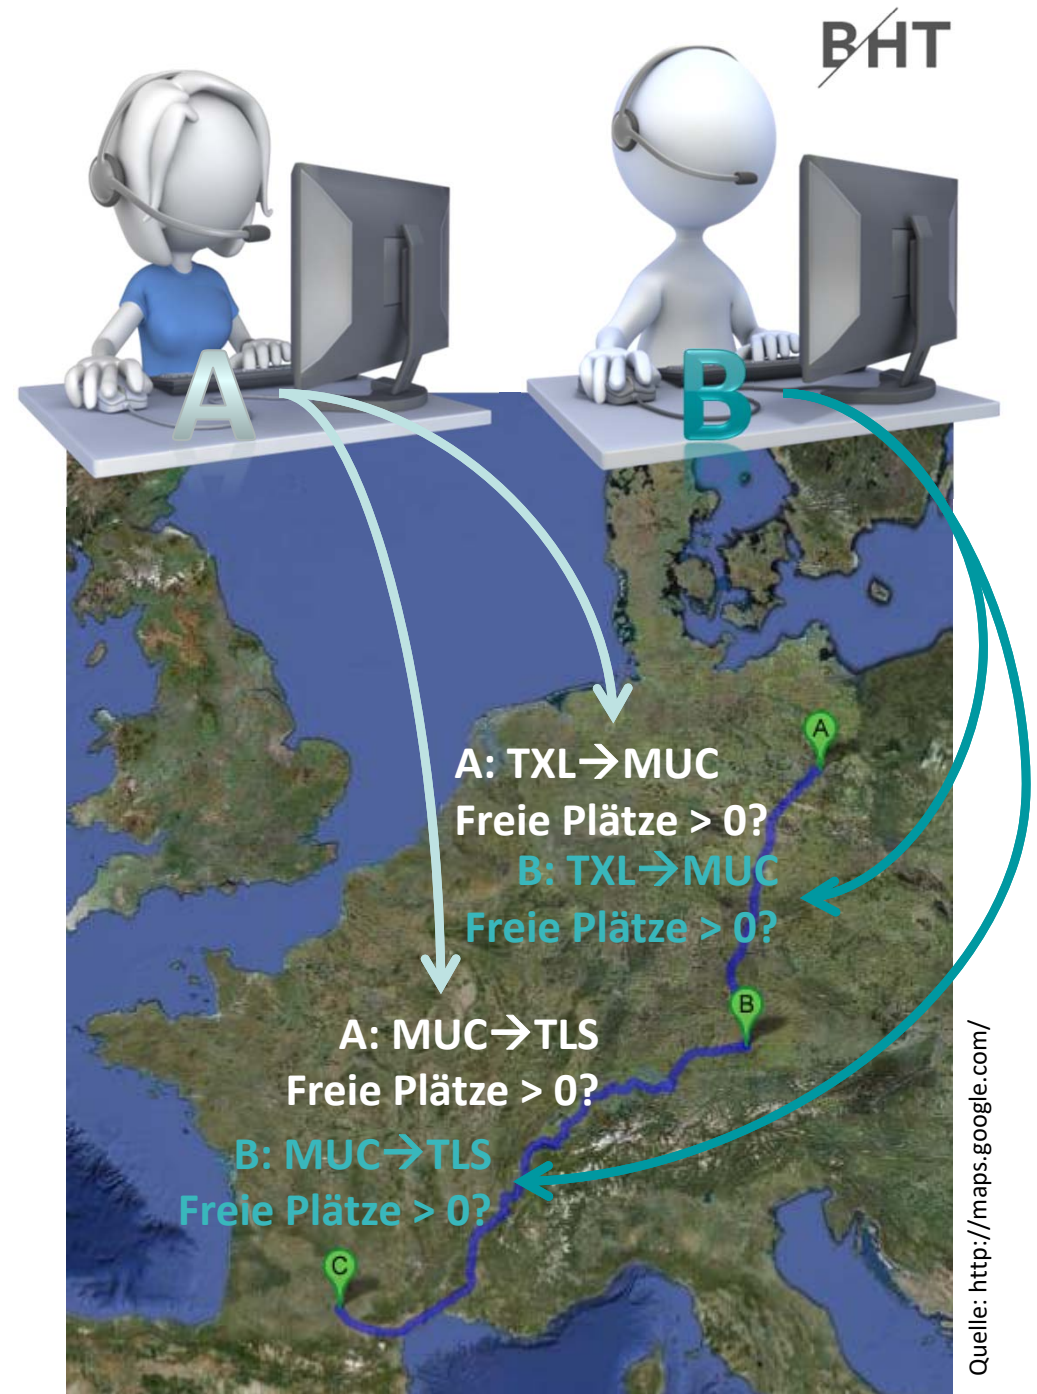 BHT
A
B
A
A: TXL→MUC
Freie Plätze > 0?
B: TXL→MUC
Freie Plätze > 0?
B
A: MUC→TLS
Freie Plätze > 0?
B: MUC→TLS
Freie Plätze > 0?
C
Quelle: http://maps.google.com/